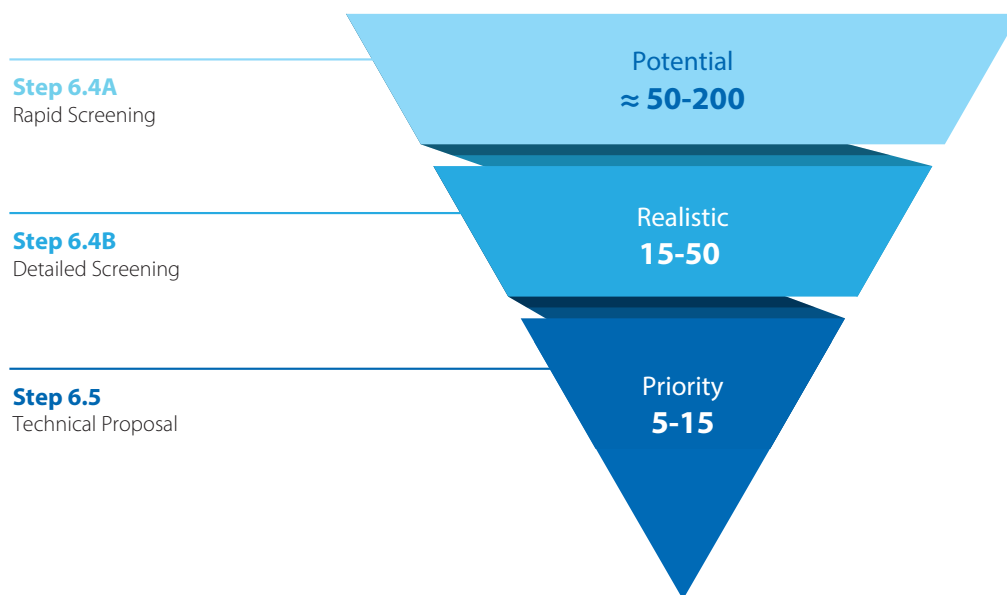 Potential
≈ 50-200
Step 6.4A
Rapid Screening
Realistic
15-50
Step 6.4B
Detailed Screening
Priority
5-15
Step 6.5
Technical Proposal